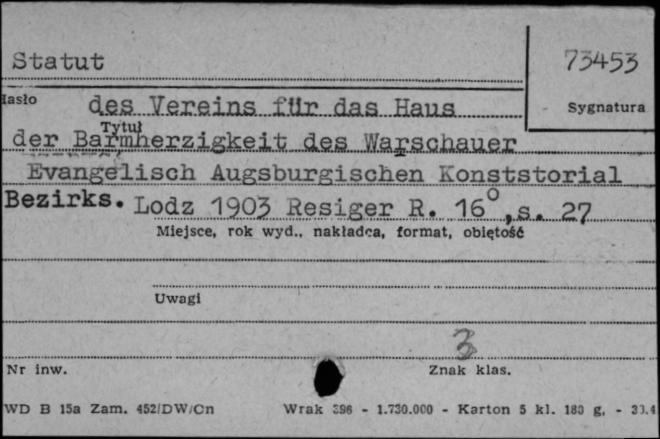 Statut
73453
Hasło
des Vereins für das Haus
Sygnatura
Tytuł
der Barmherzigkeit des Warschauer
Evangelisch Augsburgischen Konststorial
Bezirks. Lodz 1903 Resiger R. 16°, s. 27
Miejsce, rok wyd., nakładca, format, obiętość
Uwagi
3
Nr inw.
Znak klas.
WD B 15a Zam. 452/DW/Cn Wrak 396 - 1.730.000 - Karton 5 kl. 180 g. - 30.4